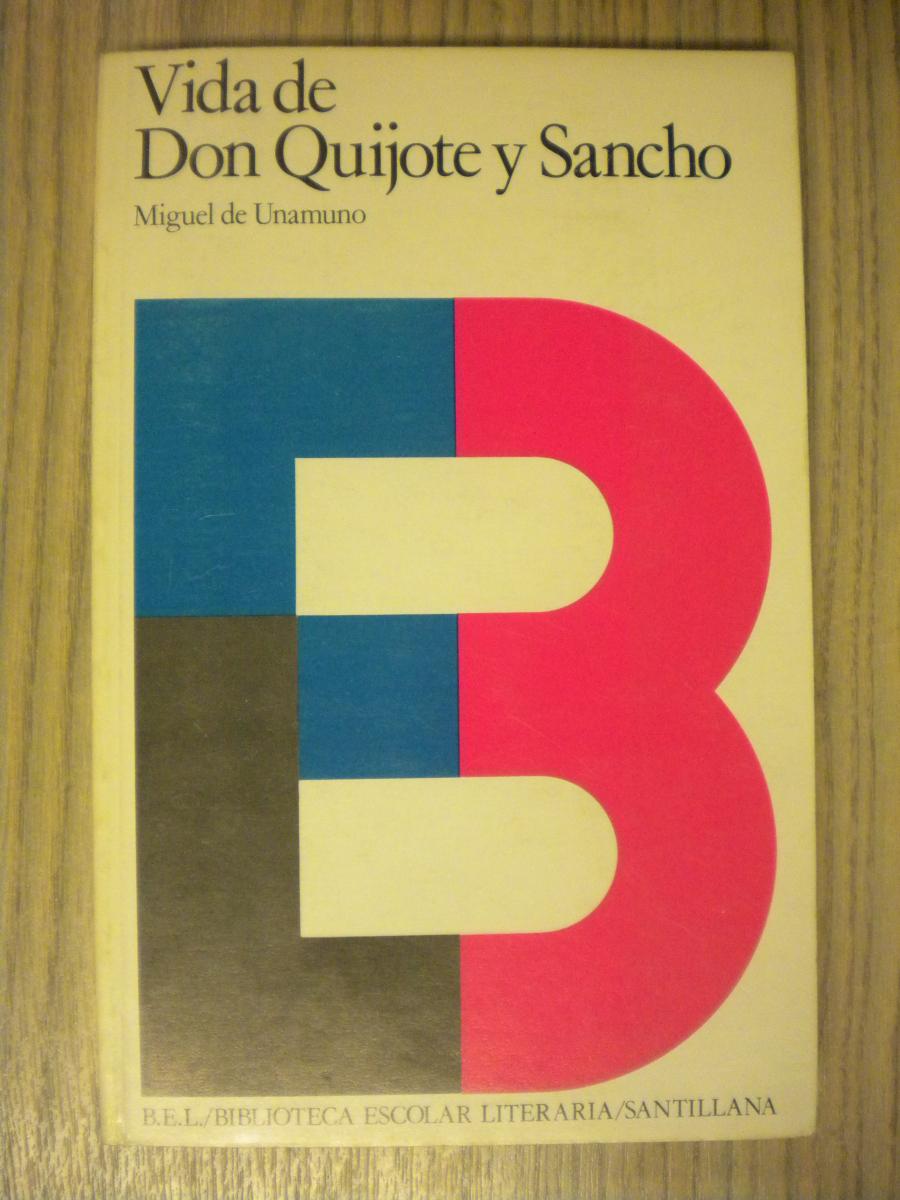 Vida de
Don Quijote y Sancho
Miguel de Unamuno
B
B.E.L./BIBLIOTECA ESCOLAR LITERARIA/SANTILLANA